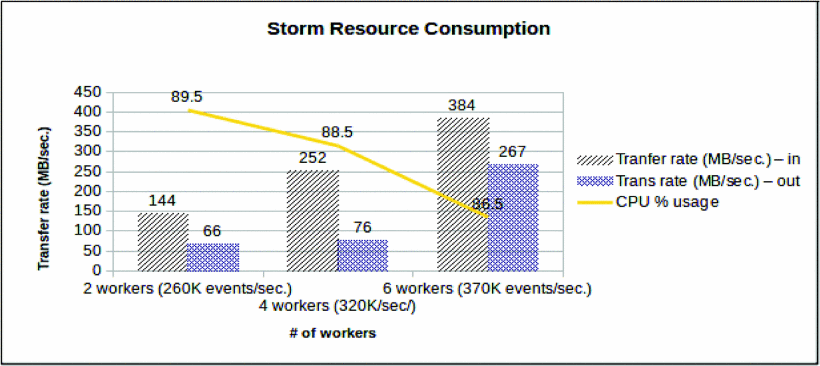 Storm Resource Consumption
450
400
350
300
250
200
150
100
50
0
Transfer rate (MB/sec.)
89.5
88.5
86.5
144
66
252
76
384
267
2 workers (260K events/sec.)
4 workers (320K/sec/)
6 workers (370K events/sec.)
# of workers
Tranfer rate (MB/sec.) – in
Trans rate (MB/sec.) – out
CPU % usage